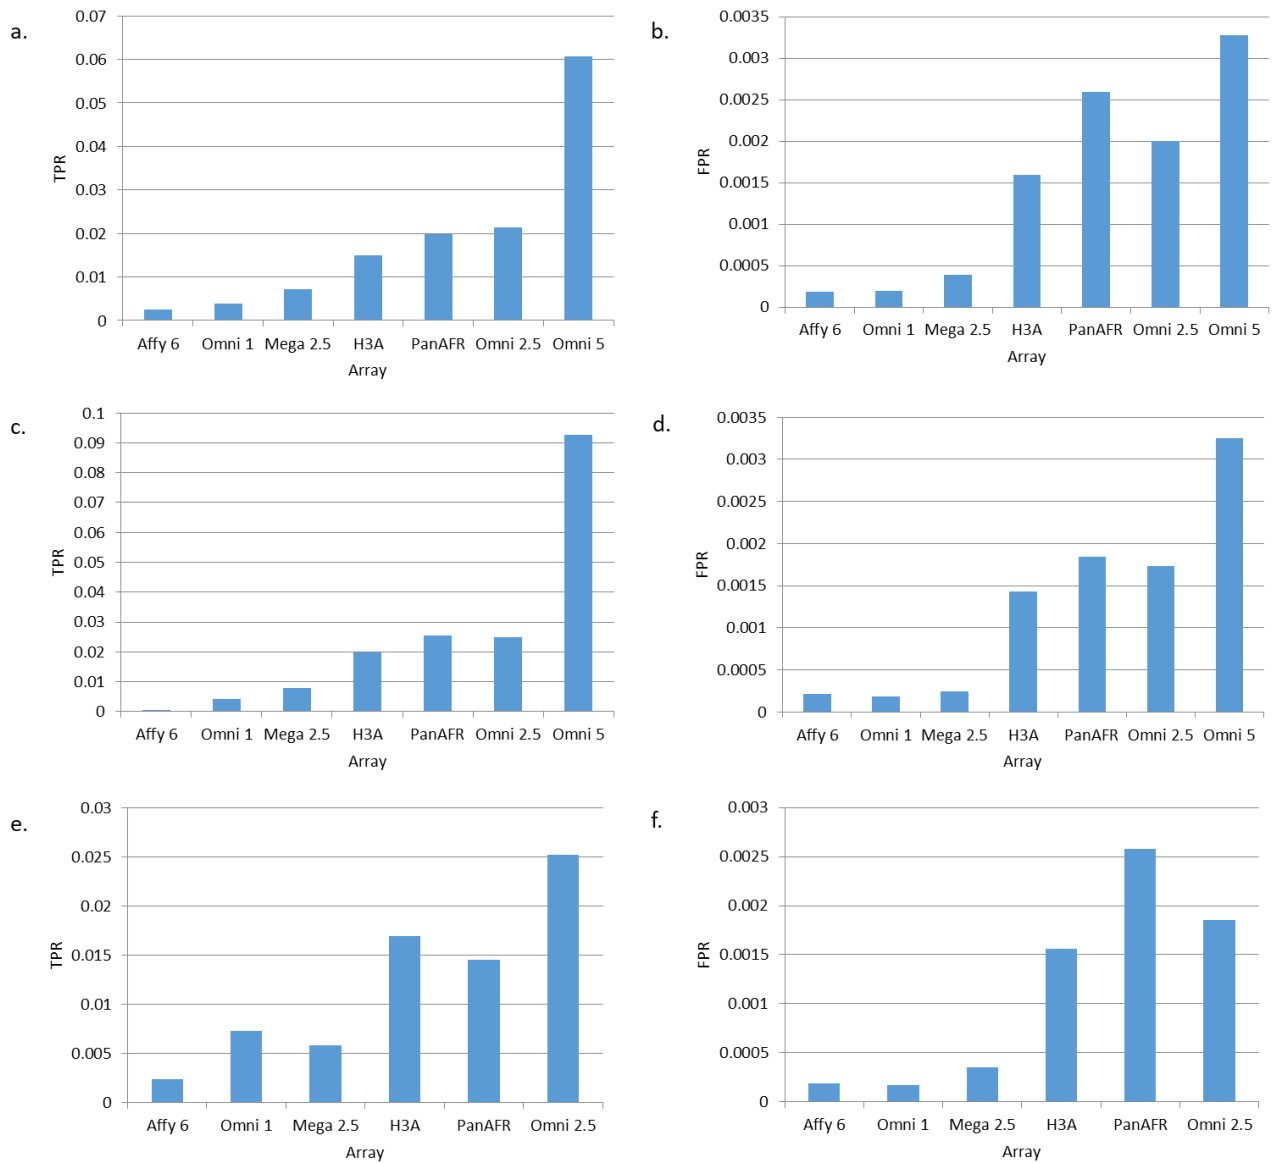 a.
0.07
0.06
0.05
0.04
0.03
0.02
0.01
0
TPR
Affy 6 Omni 1 Mega 2.5 H3A PanAFR Omni 2.5 Omni 5
Array
b.
0.0035
0.003
0.0025
0.002
0.0015
0.001
0.0005
0
FPR
Affy 6 Omni 1 Mega 2.5 H3A PanAFR Omni 2.5 Omni 5
Array
c.
0.1
0.09
0.08
0.07
0.06
0.05
0.04
0.03
0.02
0.01
0
TPR
Affy 6 Omni 1 Mega 2.5 H3A PanAFR Omni 2.5 Omni 5
Array
d.
0.0035
0.003
0.0025
0.002
0.0015
0.001
0.0005
0
FPR
Affy 6 Omni 1 Mega 2.5 H3A PanAFR Omni 2.5 Omni 5
Array
e.
0.03
0.025
0.02
0.015
0.01
0.005
0
TPR
Affy 6 Omni 1 Mega 2.5 H3A PanAFR Omni 2.5
Array
f.
0.003
0.0025
0.002
0.0015
0.001
0.0005
0
FPR
Affy 6 Omni 1 Mega 2.5 H3A PanAFR Omni 2.5
Array